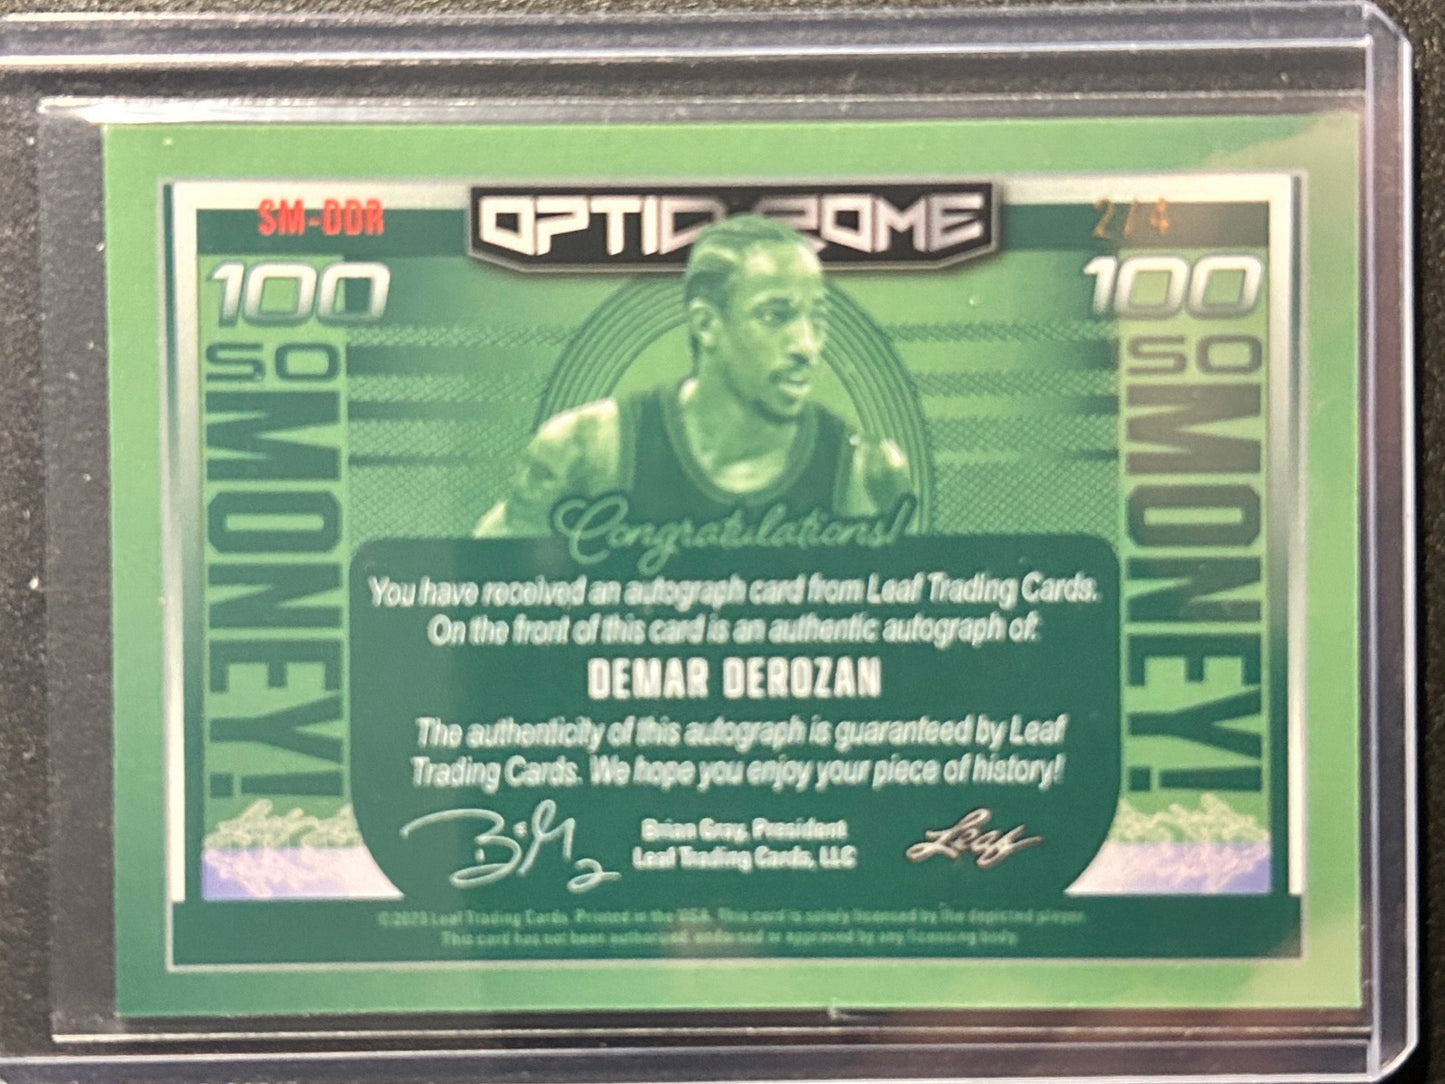 SM-DDR
OPTICHROME
2/4
100
SO
MONEY!
100
SO
MONEY!
Congratulations!
You have received an autograph card from Leaf Trading Cards.
On the front of this card is an authentic autograph of:
DEMAR DEROZAN
The authenticity of this autograph is guaranteed by Leaf
Trading Cards. We hope you enjoy your piece of history!
Brian Gray, President
Leaf Trading Cards, LLC
Leaf
©2023 Leaf Trading Cards. Printed in the USA. This card is solely licensed by the depicted player.
This card has not been authorized, endorsed or approved by any licensing body.